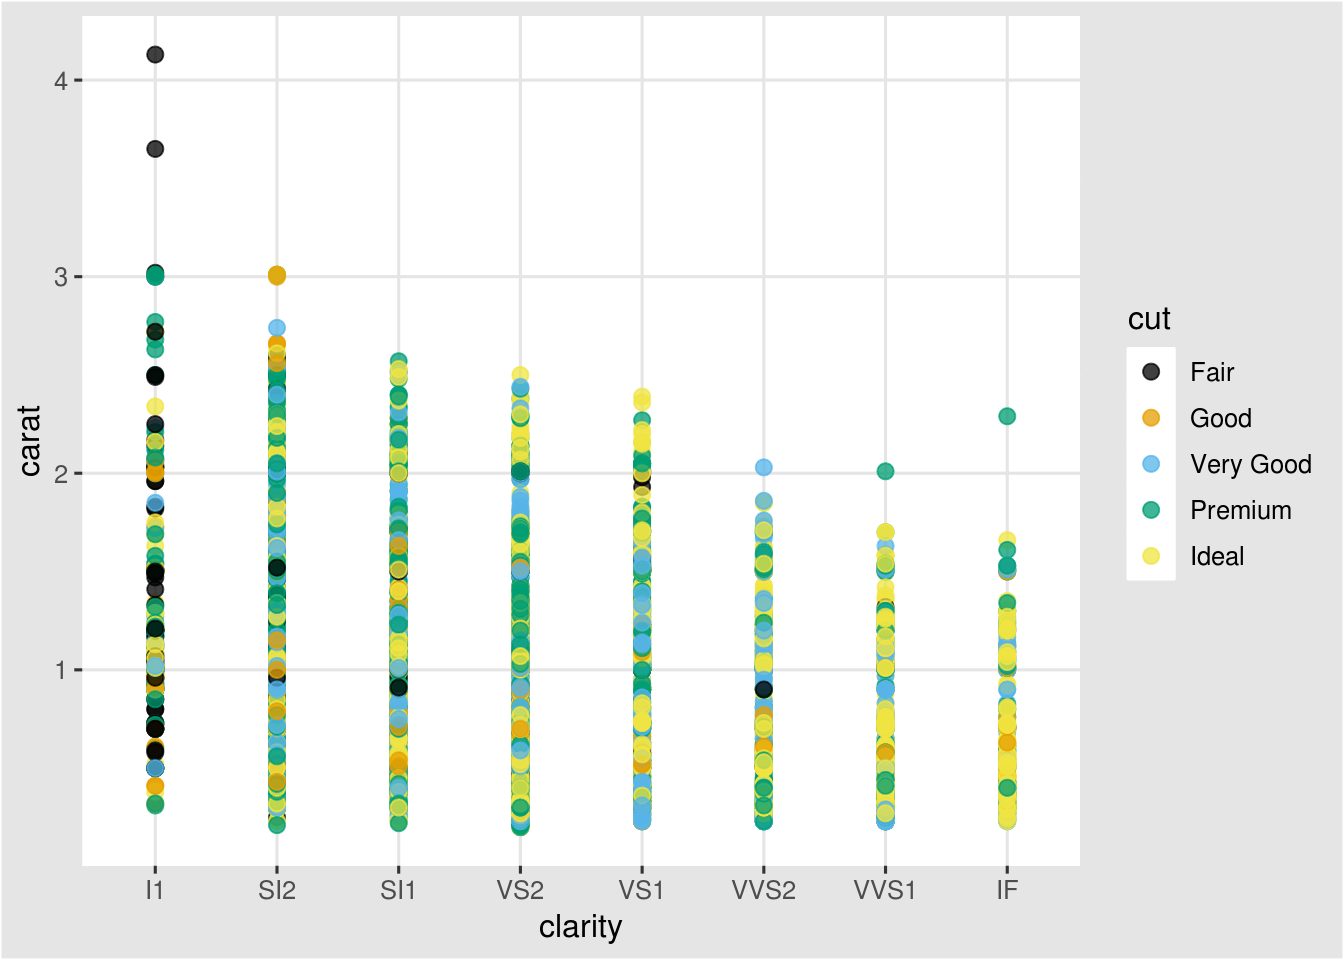 4
3
2
1
carat
I1 SI2 SI1 VS2 VS1 VVS2 VVS1 IF
clarity
cut
Fair
Good
Very Good
Premium
Ideal